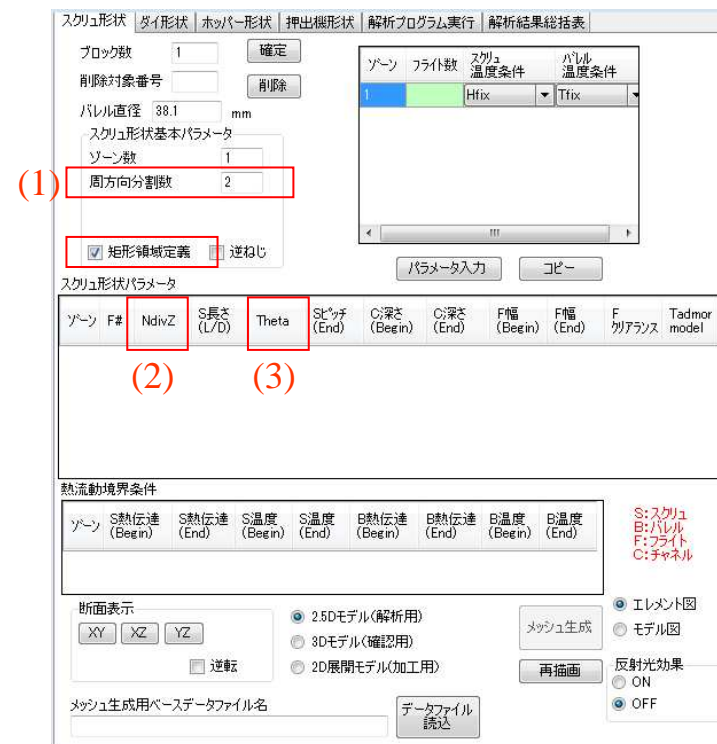 スクリュ形状 ダイ形状 ホッパー形状 押出機形状 解析プログラム実行 解析結果総括表
ブロック数 1 確定
削除対象番号 削除
バレル直径 38.1 mm
スクリュ形状基本パラメータ
ゾーン数 1
(1) 周方向分割数 2
矩形領域定義 逆ねじ
ゾーン フライト数 スクリュ温度条件 バレル温度条件
1 Hfix Tfix
パラメータ入力 コピー
スクリュ形状パラメータ
ゾーン F# NdivZ S長さ(L/D) Theta Sピッチ(End) C深さ(Begin) C深さ(End) F幅(Begin) F幅(End) Fクリアランス Tadmor model
(2) (3)
熱流動境界条件
ゾーン S熱伝達(Begin) S熱伝達(End) S温度(Begin) S温度(End) B熱伝達(Begin) B熱伝達(End) B温度(Begin) B温度(End)
S:スクリュ
B:バレル
F:フライト
C:チャネル
断面表示
XY XZ YZ
逆転
2.5Dモデル(解析用)
3Dモデル(確認用)
2D展開モデル(加工用)
メッシュ生成
再描画
エレメント図
モデル図
反射光効果
ON
OFF
メッシュ生成用ベースデータファイル名
データファイル
読込